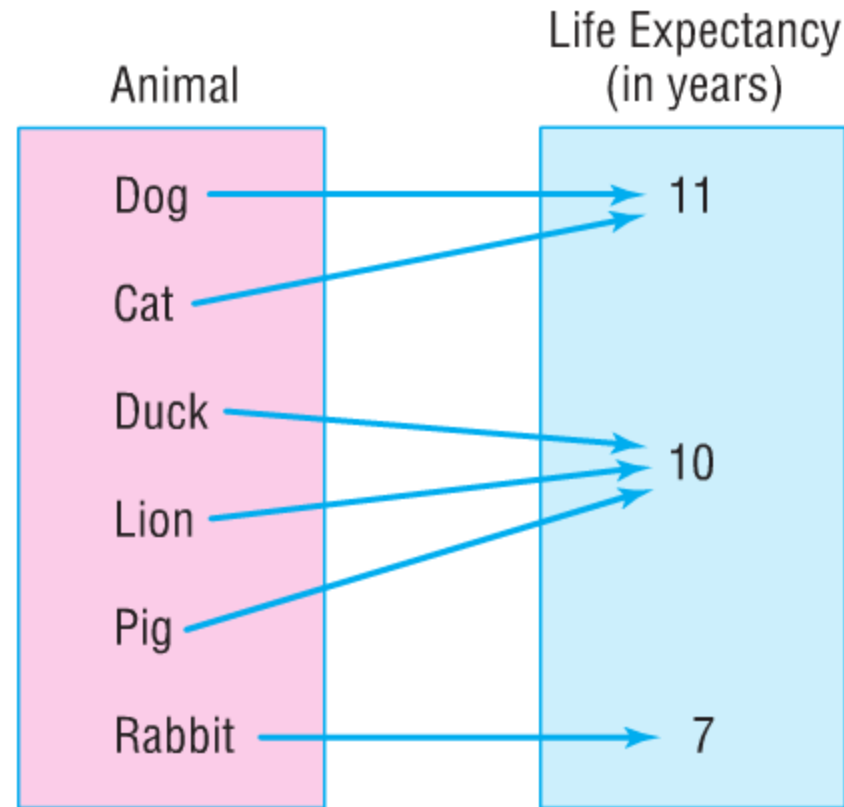 Animal
Life Expectancy
(in years)
Dog
11
Cat
Duck
10
Lion
Pig
Rabbit
7